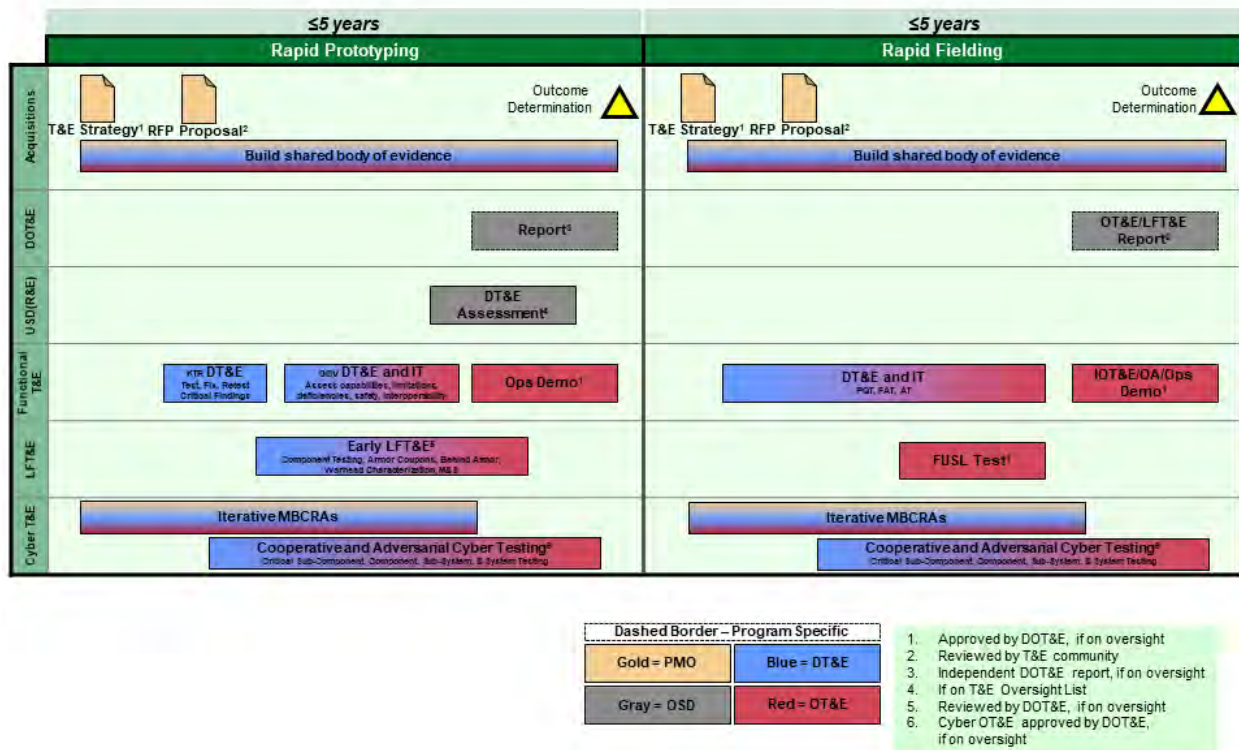 ≤5 years
≤5 years
Rapid Prototyping
Rapid Fielding
Acquisitions
T&E Strategy¹ RFP Proposal²
Outcome
Determination
Build shared body of evidence
T&E Strategy¹ RFP Proposal²
Outcome
Determination
Build shared body of evidence
DOT&E
Report³
OT&E/LFT&E
Report³
USD(R&E)
DT&E
Assessment⁴
Functional
T&E
KTR DT&E
Test, Fix, Retest
Critical Findings
GOV DT&E and IT
Assess capabilities, limitations,
deficiencies, safety, interoperability
Ops Demo¹
DT&E and IT
PQT, FAT, AT
IOT&E/OA/Ops
Demo¹
LFT&E
Early LFT&E⁵
Component Testing, Armor Coupons, Behind Armor,
Warhead Characterization, M&S
FUSL Test¹
Cyber T&E
Iterative MBCRAs
Cooperative and Adversarial Cyber Testing⁶
Critical Sub-Component, Component, Sub-System, & System Testing
Iterative MBCRAs
Cooperative and Adversarial Cyber Testing⁶
Critical Sub-Component, Component, Sub-System, & System Testing
Dashed Border – Program Specific
Gold = PMO
Blue = DT&E
Gray = OSD
Red = OT&E
1. Approved by DOT&E, if on oversight
2. Reviewed by T&E community
3. Independent DOT&E report, if on oversight
4. If on T&E Oversight List
5. Reviewed by DOT&E, if on oversight
6. Cyber OT&E approved by DOT&E,
if on oversight